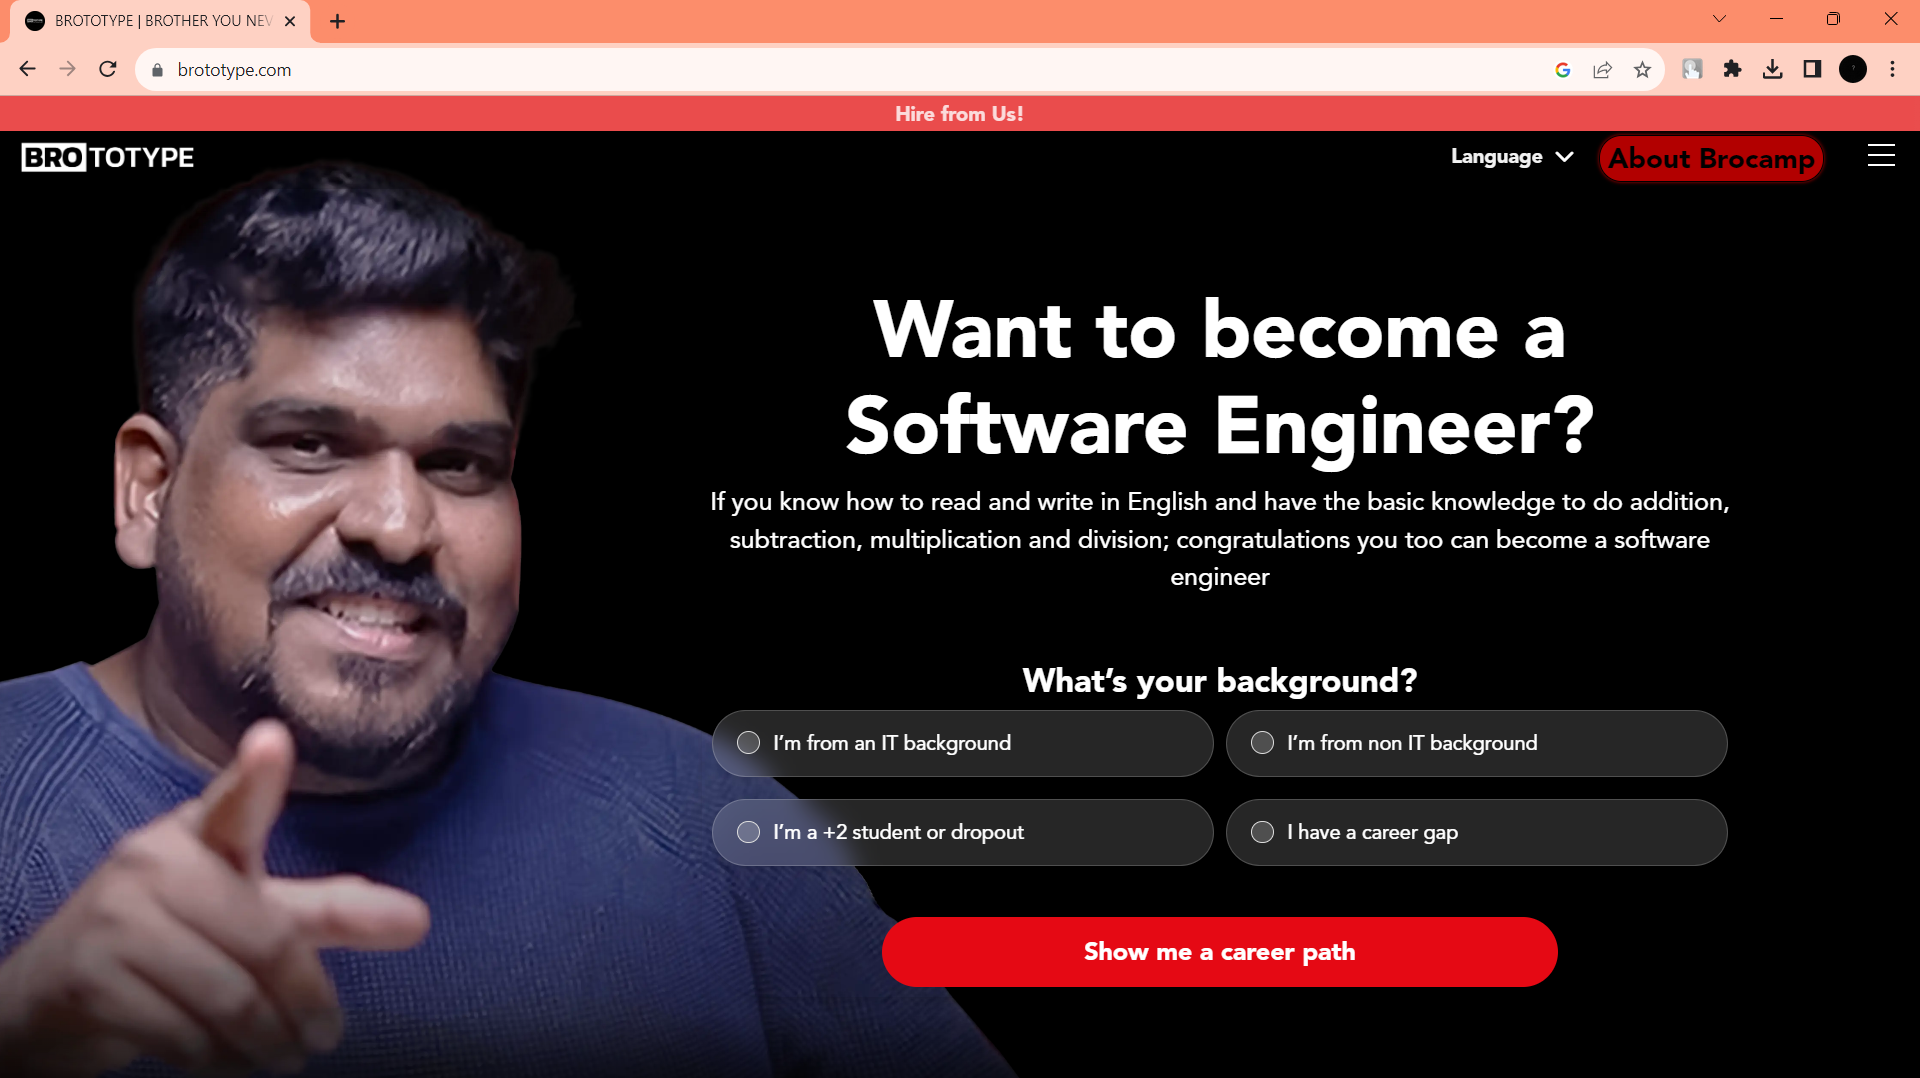 BROTOTYPE | BROTHER YOU NEV
brototype.com
Hire from Us!
BROTOTYPE
Language
About Brocamp
Want to become a
Software Engineer?
If you know how to read and write in English and have the basic knowledge to do addition,
subtraction, multiplication and division; congratulations you too can become a software
engineer
What's your background?
I'm from an IT background
I'm from non IT background
I'm a +2 student or dropout
I have a career gap
Show me a career path